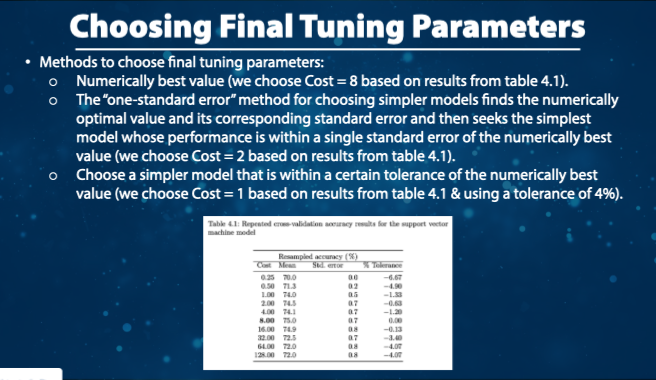 Choosing Final Tuning Parameters
• Methods to choose final tuning parameters:
o Numerically best value (we choose Cost = 8 based on results from table 4.1).
o The "one-standard error" method for choosing simpler models finds the numerically
optimal value and its corresponding standard error and then seeks the simplest
model whose performance is within a single standard error of the numerically best
value (we choose Cost = 2 based on results from table 4.1).
o Choose a simpler model that is within a certain tolerance of the numerically best
value (we choose Cost = 1 based on results from table 4.1 & using a tolerance of 4%).
Table 4.1: Repeated cross-validation accuracy results for the support vector
machine model
Resampled accuracy (%)
Cost Mean Std. error % Tolerance
0.25 70.0 0.0 −6.67
0.50 71.3 0.2 −4.90
1.00 74.0 0.5 −1.33
2.00 74.5 0.7 −0.63
4.00 74.1 0.7 −1.20
8.00 75.0 0.7 0.00
16.00 74.9 0.8 −0.13
32.00 72.5 0.7 −3.40
64.00 72.0 0.8 −4.07
128.00 72.0 0.8 −4.07